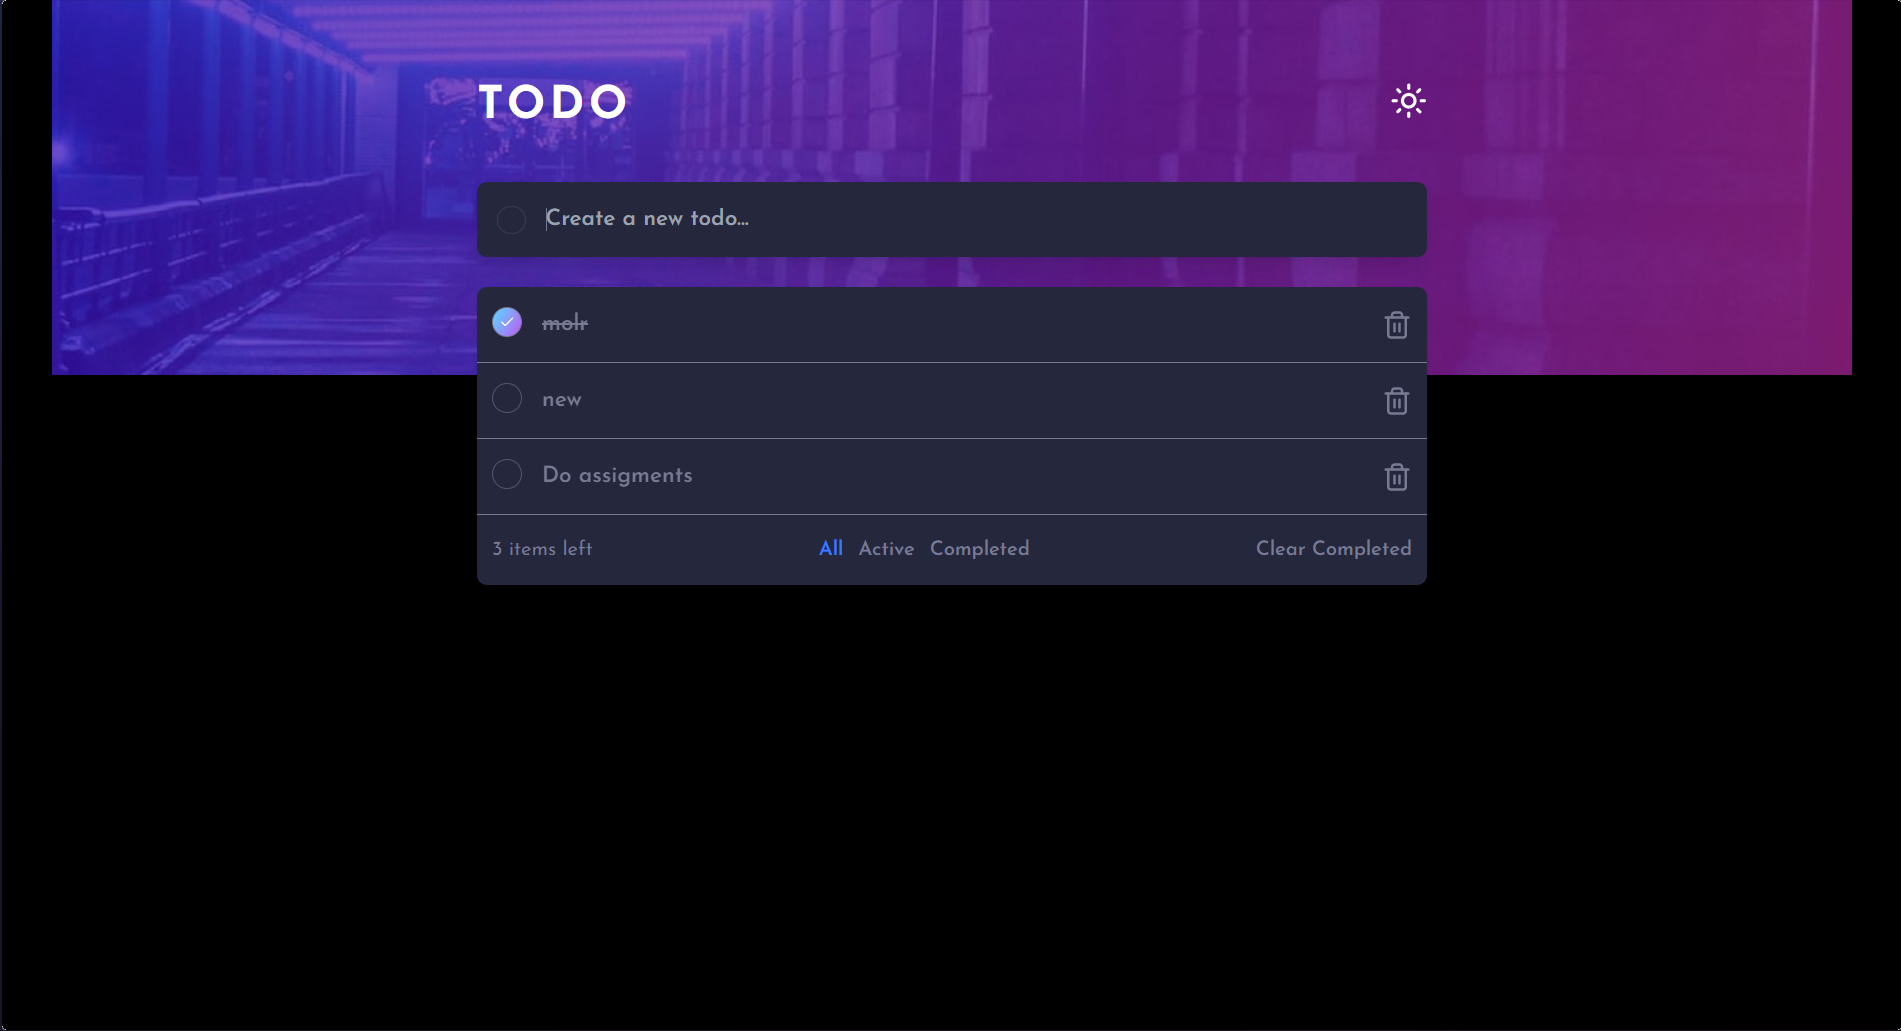 TODO
Create a new todo...
molr
new
Do assigments
3 items left
All Active Completed
Clear Completed